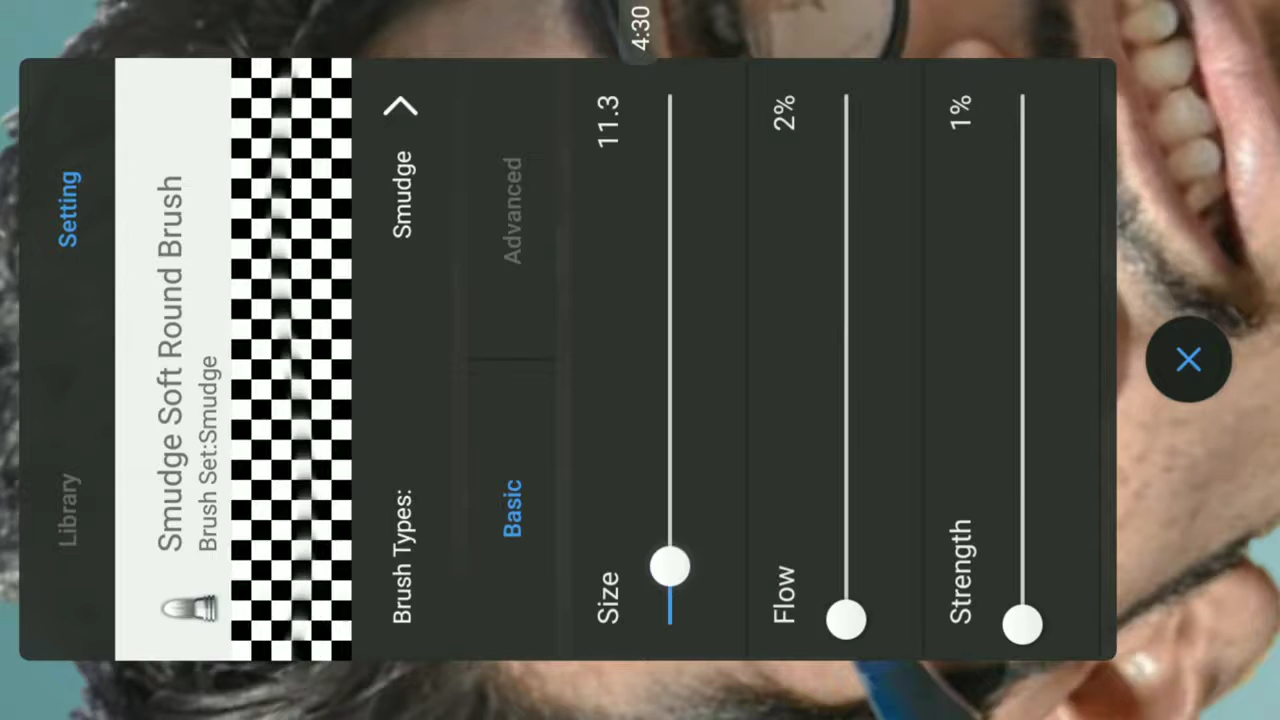 4:30
Library
Setting
Smudge Soft Round Brush
Brush Set:Smudge
Brush Types:
Smudge
Basic
Advanced
Size
11.3
Flow
2%
Strength
1%